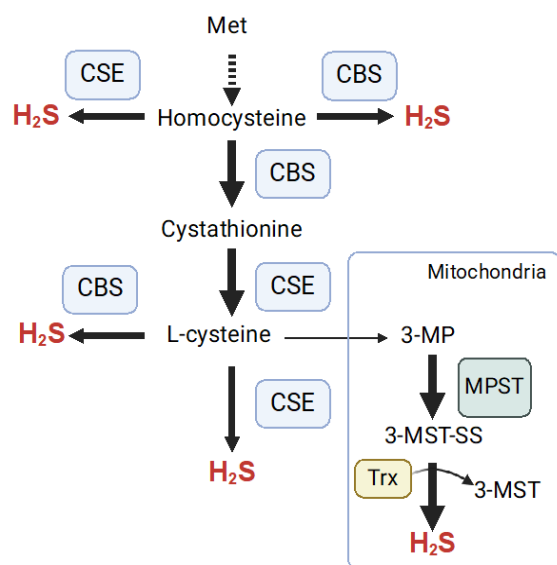 Met
CSE
CBS
H₂S
Homocysteine
H₂S
CBS
Cystathionine
Mitochondria
CBS
CSE
H₂S
L-cysteine
3-MP
MPST
CSE
3-MST-SS
H₂S
Trx
3-MST
H₂S